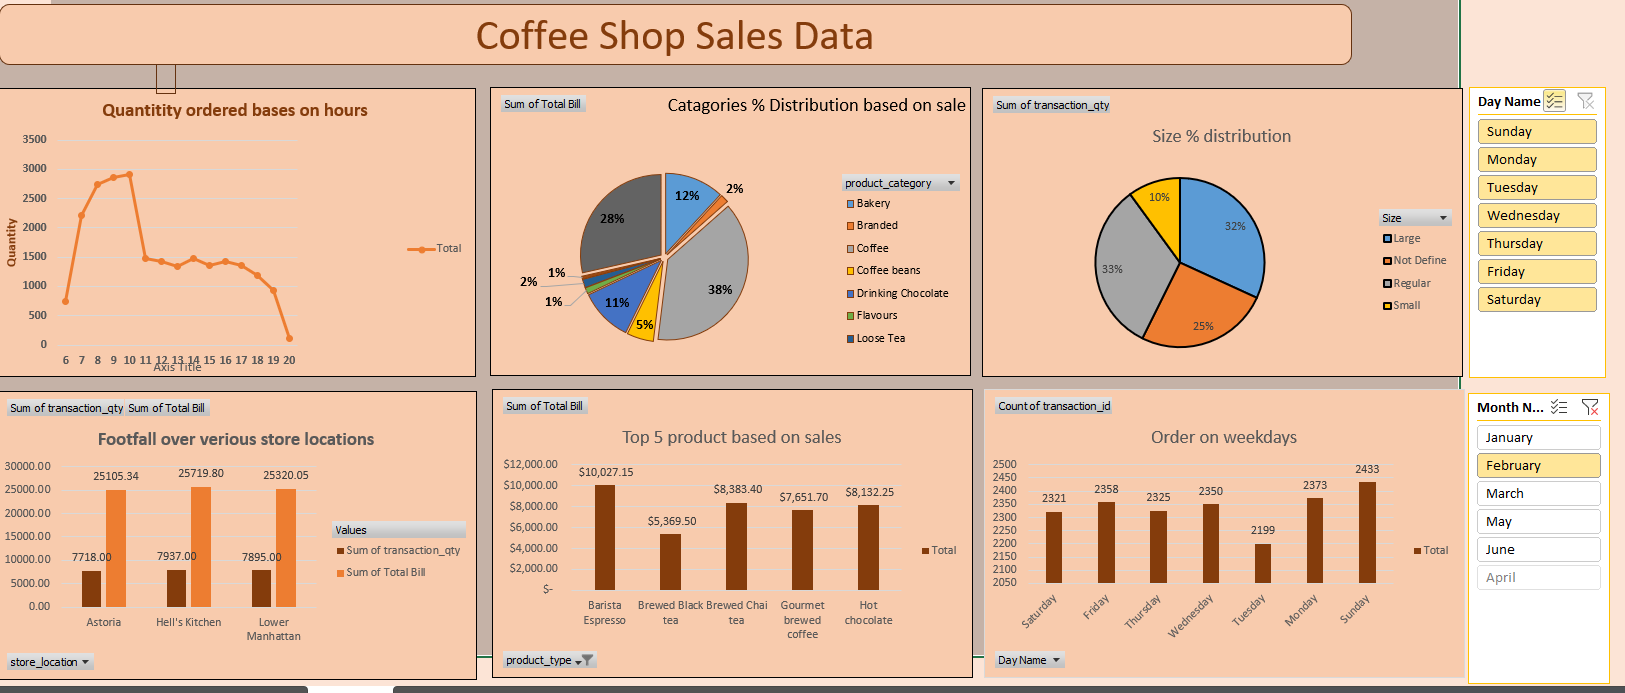 Coffee Shop Sales Data
Quantitity ordered bases on hours
3500
3000
2500
2000
1500
1000
500
0
Quantity
6 7 8 9 10 11 12 13 14 15 16 17 18 19 20
Axis Title
Total
Sum of Total Bill
Catagories % Distribution based on sale
12%
2%
38%
5%
11%
1%
2%
1%
28%
product_category
Bakery
Branded
Coffee
Coffee beans
Drinking Chocolate
Flavours
Loose Tea
Sum of transaction_qty
Size % distribution
32%
25%
33%
10%
Size
Large
Not Define
Regular
Small
Day Name
Sunday
Monday
Tuesday
Wednesday
Thursday
Friday
Saturday
Sum of transaction_qty Sum of Total Bill
Footfall over verious store locations
30000.00
25000.00
20000.00
15000.00
10000.00
5000.00
0.00
25105.34
25719.80
25320.05
7718.00
7937.00
7895.00
Astoria
Hell's Kitchen
Lower
Manhattan
Values
Sum of transaction_qty
Sum of Total Bill
store_location
Sum of Total Bill
Top 5 product based on sales
$12,000.00
$10,000.00
$8,000.00
$6,000.00
$4,000.00
$2,000.00
$-
$10,027.15
$5,369.50
$8,383.40
$7,651.70
$8,132.25
Barista
Espresso
Brewed Black
tea
Brewed Chai
tea
Gourmet
brewed
coffee
Hot
chocolate
Total
product_type
Count of transaction_id
Order on weekdays
2500
2450
2400
2350
2300
2250
2200
2150
2100
2050
2321
2358
2325
2350
2199
2373
2433
Saturday
Friday
Thursday
Wednesday
Tuesday
Monday
Sunday
Total
Day Name
Month N...
January
February
March
May
June
April